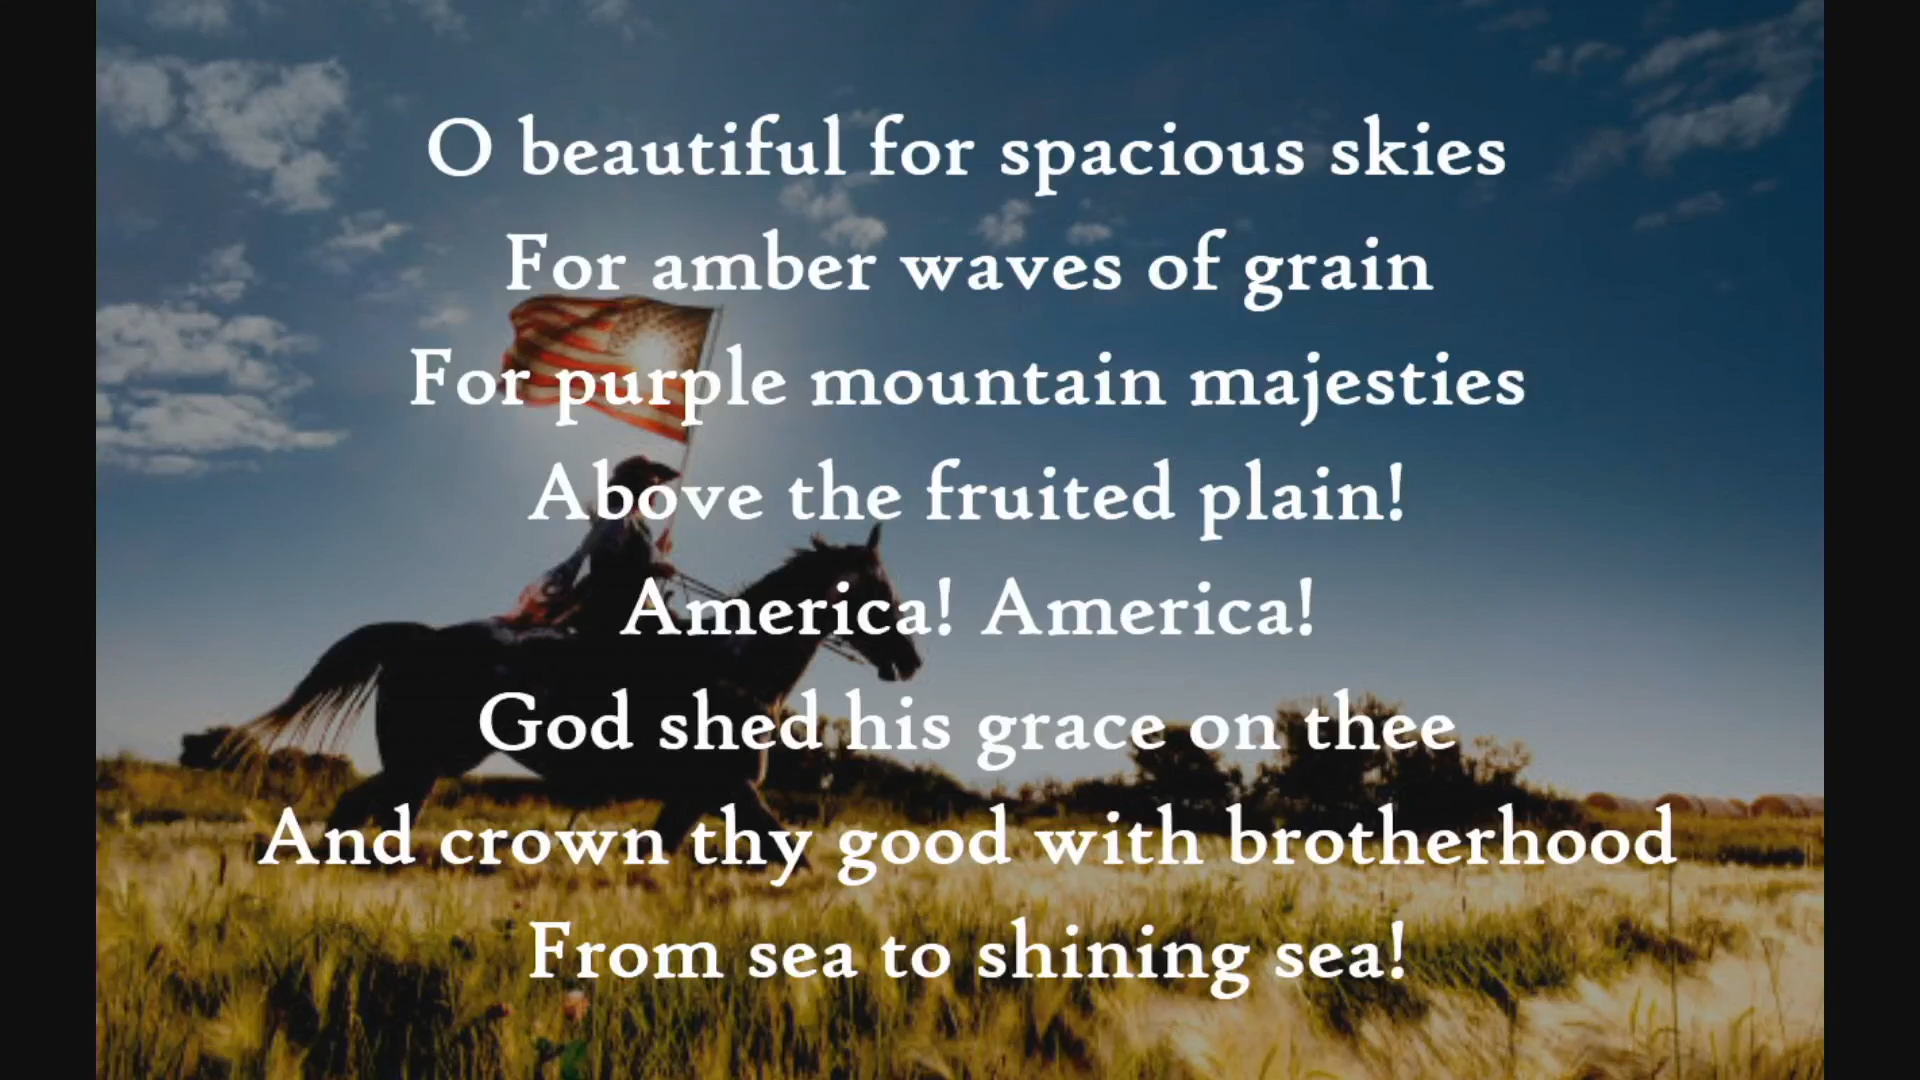 O beautiful for spacious skies
For amber waves of grain
For purple mountain majesties
Above the fruited plain!
America! America!
God shed his grace on thee
And crown thy good with brotherhood
From sea to shining sea!